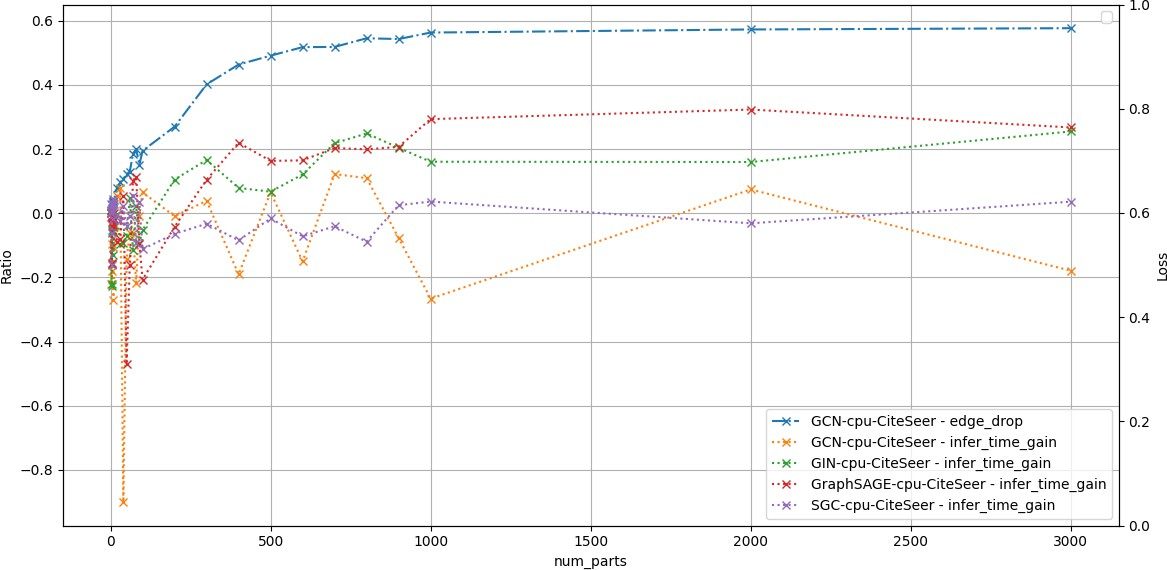 0.6
0.4
0.2
0.0
−0.2
−0.4
−0.6
−0.8
Ratio
1.0
0.8
0.6
0.4
0.2
0.0
Loss
GCN-cpu-CiteSeer - edge_drop
GCN-cpu-CiteSeer - infer_time_gain
GIN-cpu-CiteSeer - infer_time_gain
GraphSAGE-cpu-CiteSeer - infer_time_gain
SGC-cpu-CiteSeer - infer_time_gain
0 500 1000 1500 2000 2500 3000
num_parts